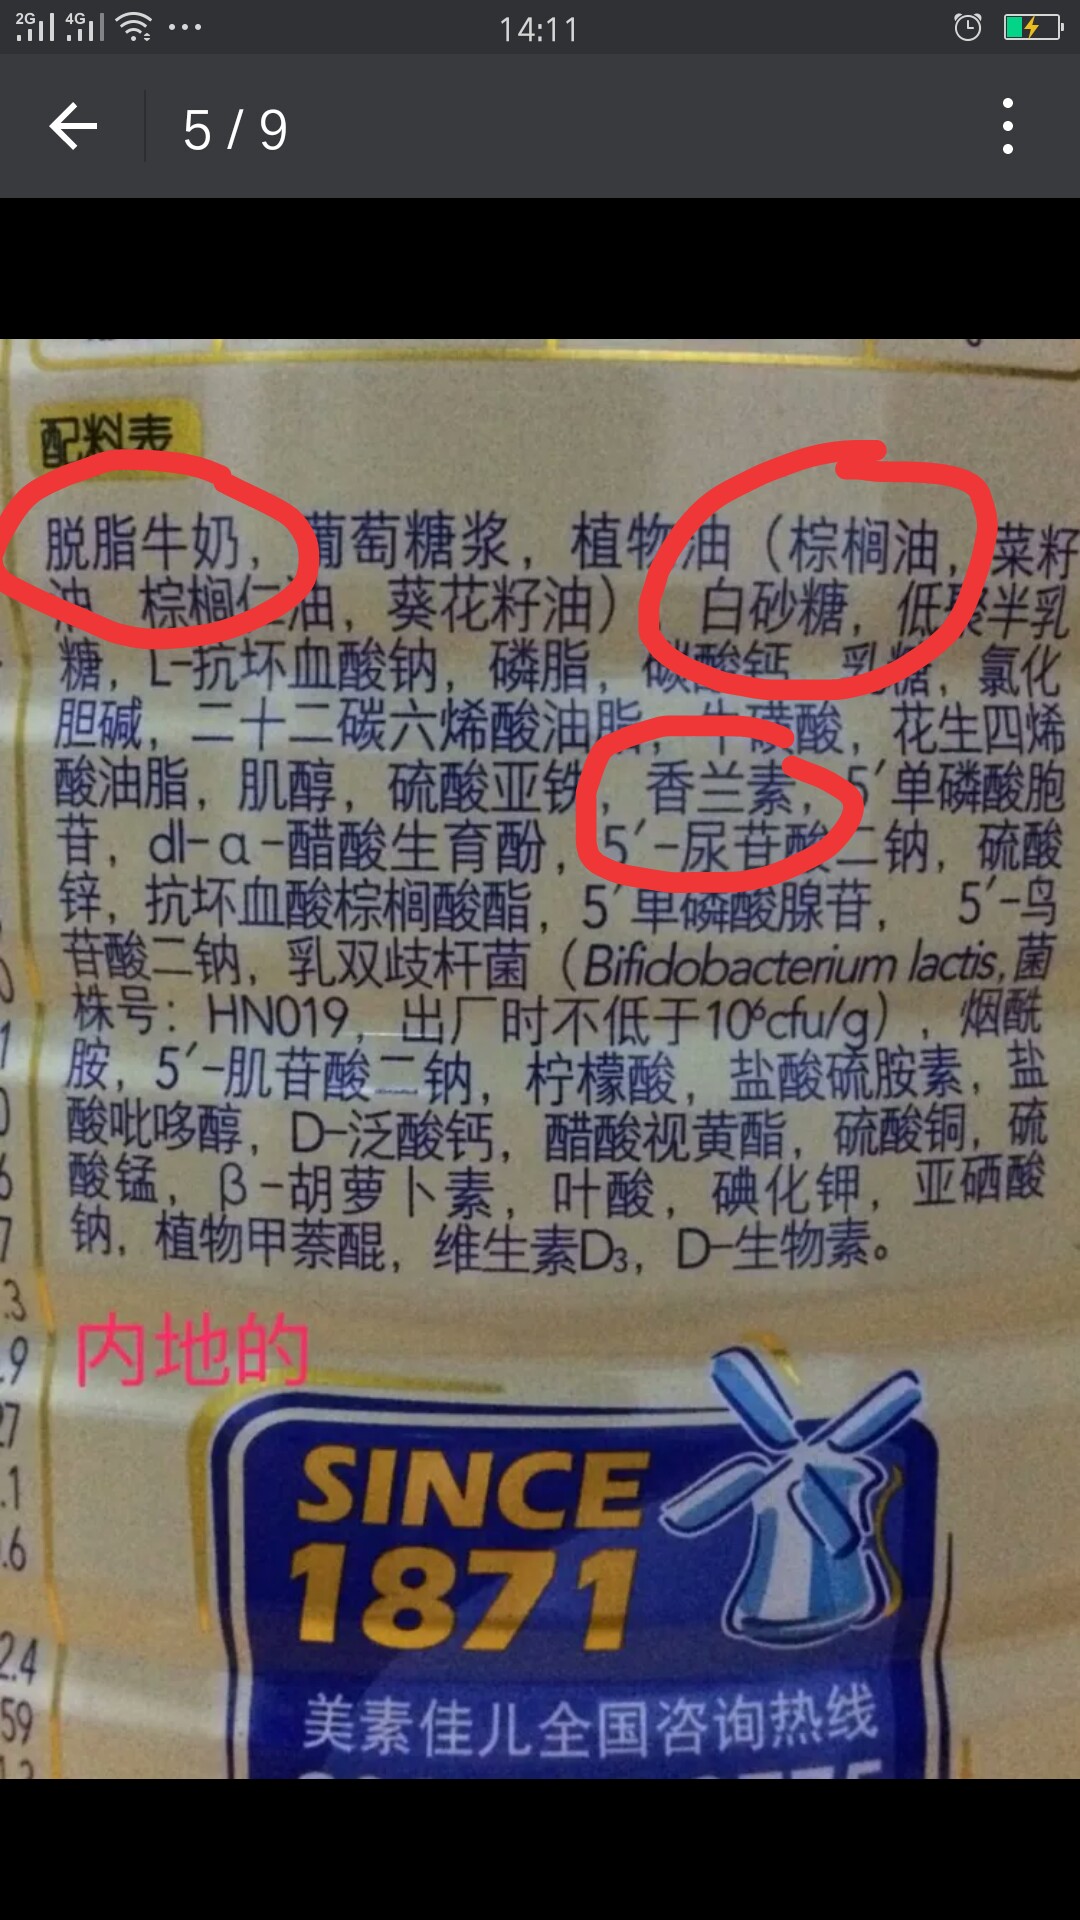 2G 4G 14:11
5 / 9
配料表
脱脂牛奶，葡萄糖浆，植物油（棕榈油，菜籽
油，棕榈仁油，葵花籽油），白砂糖，低聚半乳
糖，L-抗坏血酸钠，磷脂，碳酸钙，乳糖，氯化
胆碱，二十二碳六烯酸油脂，牛磺酸，花生四烯
酸油脂，肌醇，硫酸亚铁，香兰素，5′单磷酸胞
苷，dl-α-醋酸生育酚，5′-尿苷酸二钠，硫酸
锌，抗坏血酸棕榈酸酯，5′单磷酸腺苷， 5′-鸟
苷酸二钠，乳双歧杆菌（Bifidobacterium lactis,菌
株号：HN019，出厂时不低于10⁶cfu/g），烟酰
胺，5′-肌苷酸二钠，柠檬酸，盐酸硫胺素，盐
酸吡哆醇，D-泛酸钙，醋酸视黄酯，硫酸铜，硫
酸锰，β-胡萝卜素，叶酸，碘化钾，亚硒酸
钠，植物甲萘醌，维生素D₃，D-生物素。
.3
.9
27
.1
.6
2.4
59
内地的
SINCE
1871
美素佳儿全国咨询热线